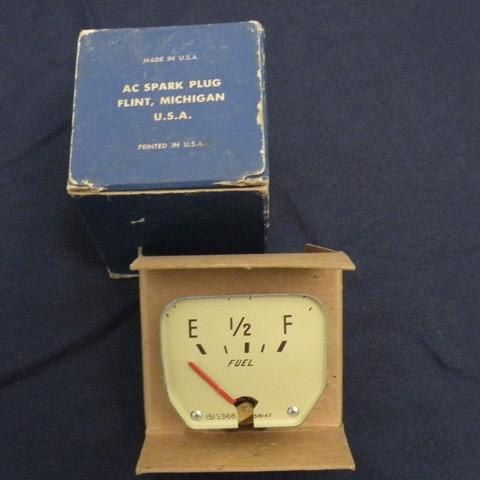 MADE IN U.S.A.
AC SPARK PLUG
FLINT, MICHIGAN
U.S.A.
PRINTED IN U.S.A.
E 1/2 F
FUEL
1515366